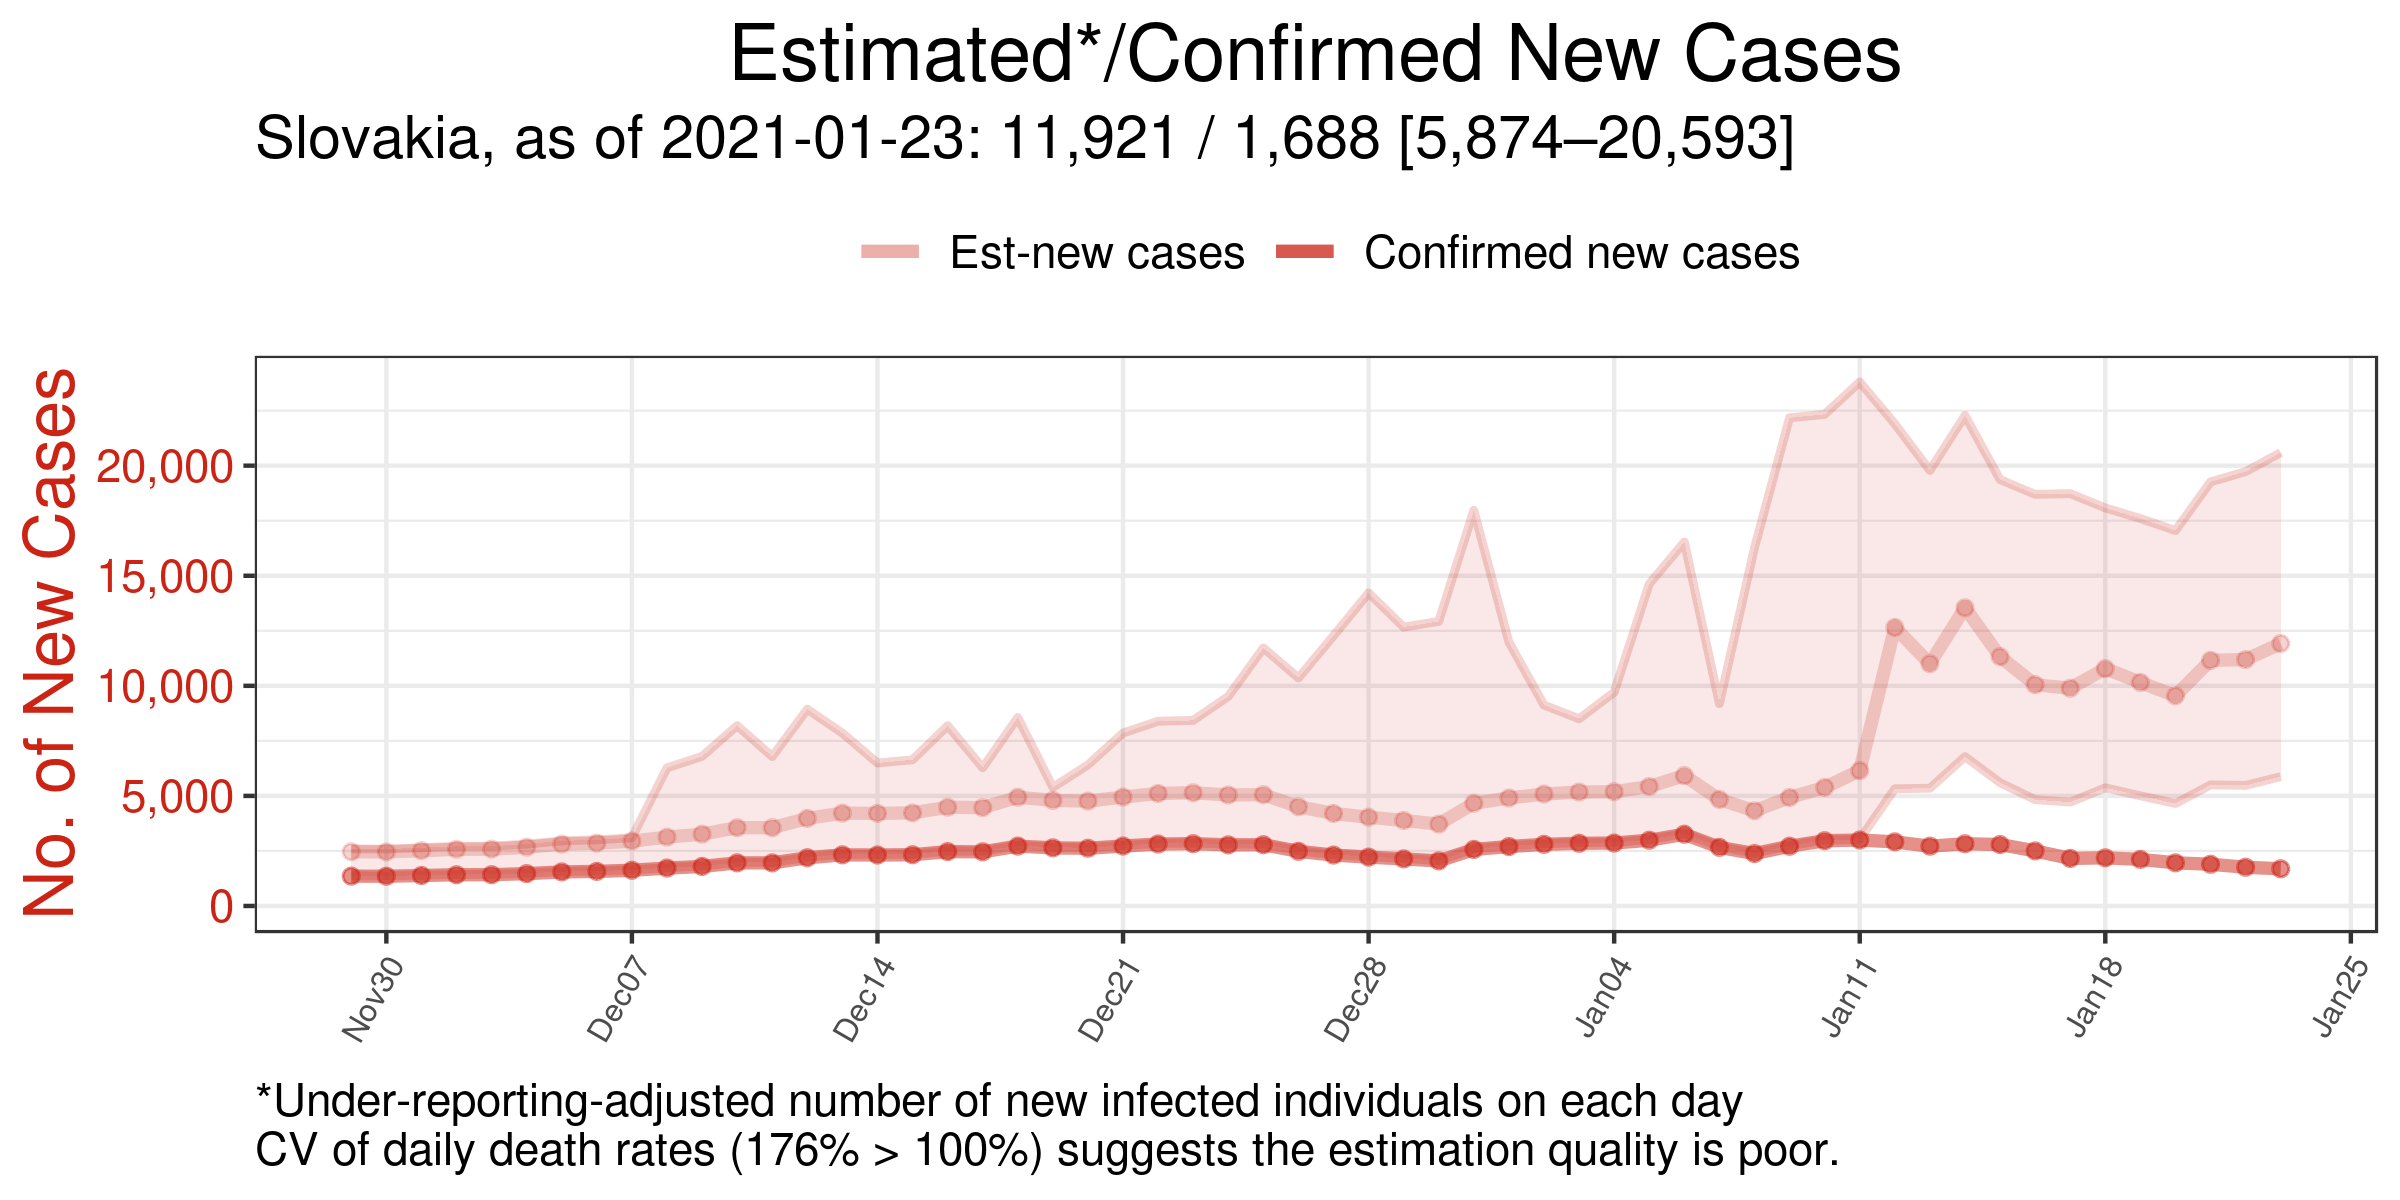 Estimated*/Confirmed New Cases
Slovakia, as of 2021-01-23: 11,921 / 1,688 [5,874–20,593]
Est-new cases
Confirmed new cases
No. of New Cases
20,000
15,000
10,000
5,000
0
Nov30
Dec07
Dec14
Dec21
Dec28
Jan04
Jan11
Jan18
Jan25
*Under-reporting-adjusted number of new infected individuals on each day
CV of daily death rates (176% > 100%) suggests the estimation quality is poor.